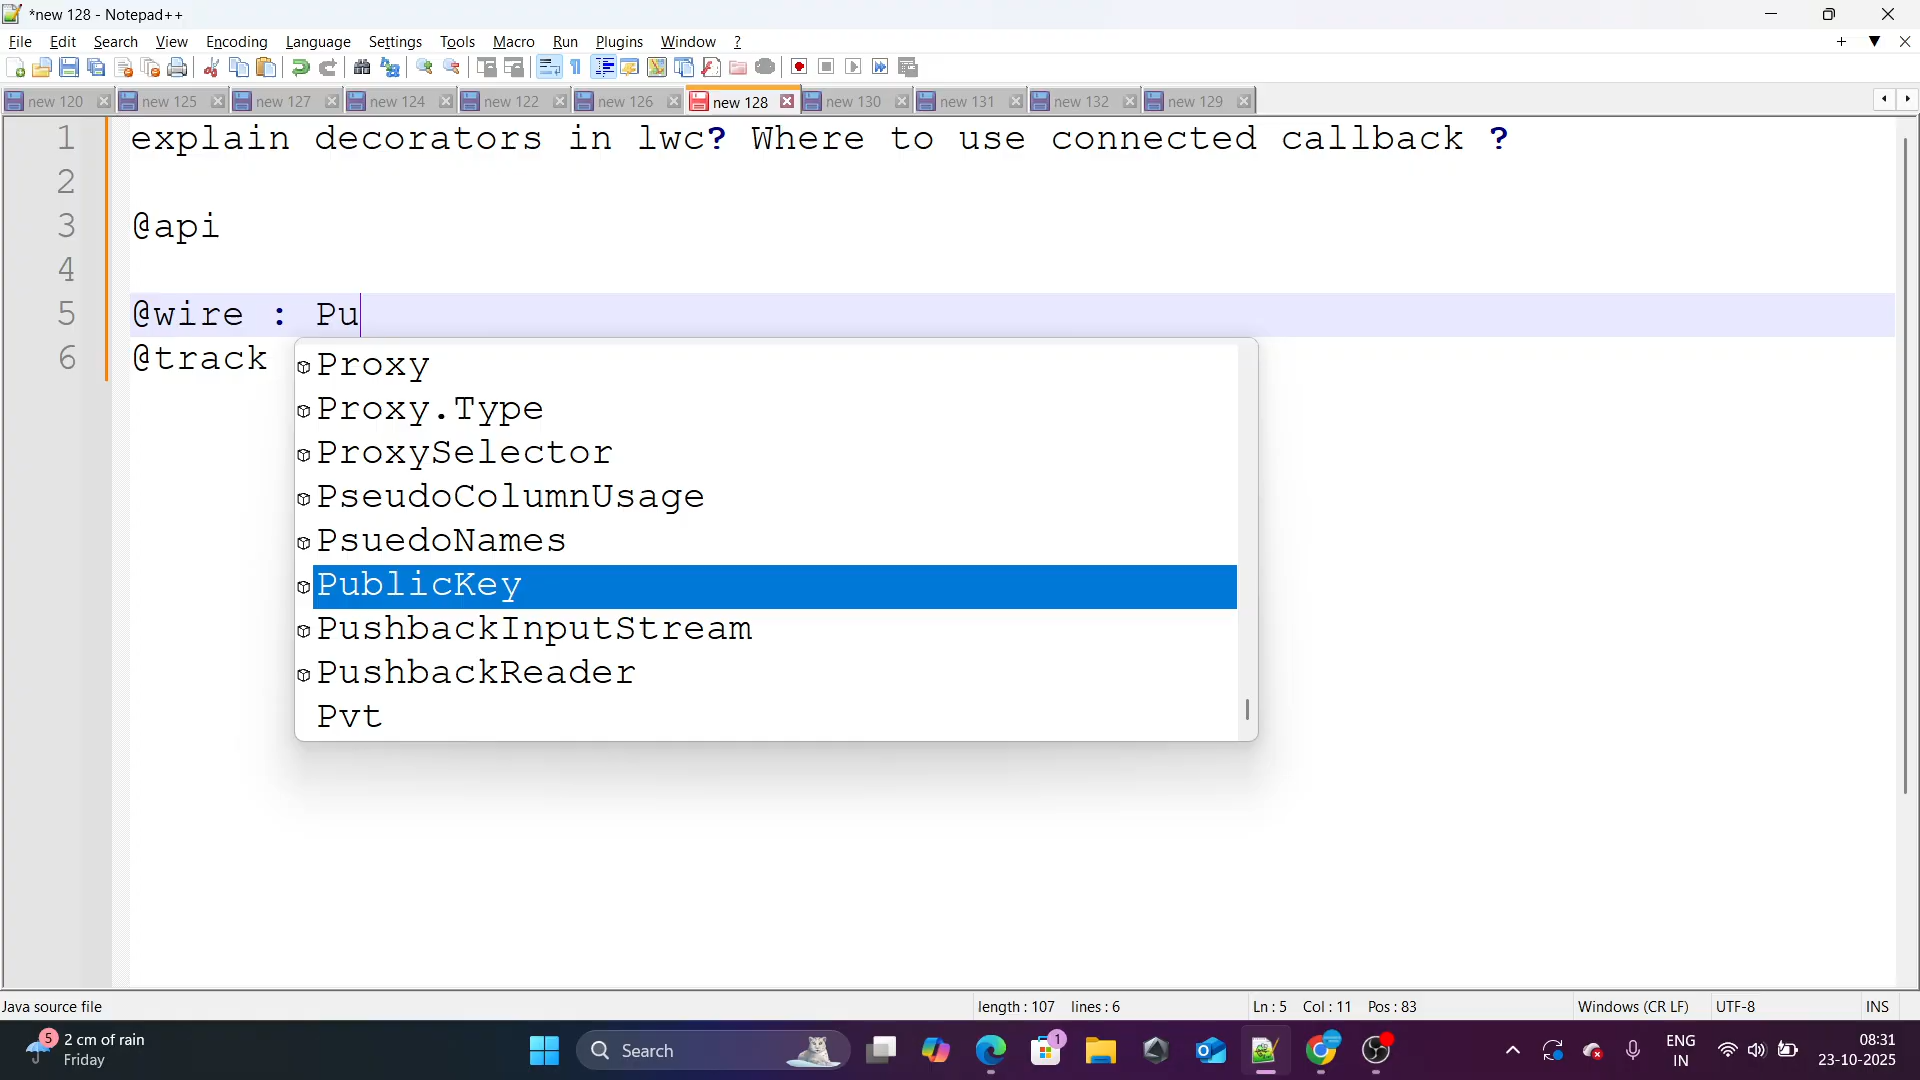 *new 128 - Notepad++
File Edit Search View Encoding Language Settings Tools Macro Run Plugins Window ?
new 120 new 125 new 127 new 124 new 122 new 126 new 128 new 130 new 131 new 132 new 129
1 explain decorators in lwc? Where to use connected callback ?
2
3 @api
4
5 @wire : Pu
6 @track
Proxy
Proxy.Type
ProxySelector
PseudoColumnUsage
PsuedoNames
PublicKey
PushbackInputStream
PushbackReader
Pvt
Java source file length : 107 lines : 6 Ln : 5 Col : 11 Pos : 83 Windows (CR LF) UTF-8 INS
5 2 cm of rain
Friday
Search
1
ENG
IN
08:31
23-10-2025